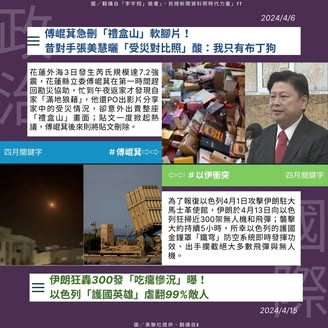 圖／翻攝自「李宇翔」臉書、民視新聞資料照時代力量」YT
政治
2024/4/6
傅崐萁急刪「禮盒山」軟腳片！
昔對手張美慧曬「受災對比照」酸：我只有布丁狗
花蓮外海3日發生芮氏規模7.2強
震，花蓮縣立委傅崐萁在第一時間趕
回勘災協助，忙到午夜返家才發現自
家「滿地狼藉」，他還PO出影片分享
家中的受災情況，卻意外出賣整座
「禮盒山」畫面；貼文一度掀起熱
議，傅崐萁後來則將貼文刪除。
四月關鍵字
#傅崐萁
#以伊衝突
四月關鍵字
為了報復以色列4月1日攻擊伊朗駐大
馬士革使館，伊朗於4月13日向以色
列狂掃近300架無人機和飛彈；襲擊
大約持續5小時，所幸以色列的護國
金鐘罩「鐵穹」防空系統即時發揮功
效、出手攔截絕大多數飛彈與無人
機。
國際
伊朗狂轟300發「吃癟慘況」曝！
以色列「護國英雄」虐翻99%敵人
2024/4/15
圖／美聯社提供、翻攝自X